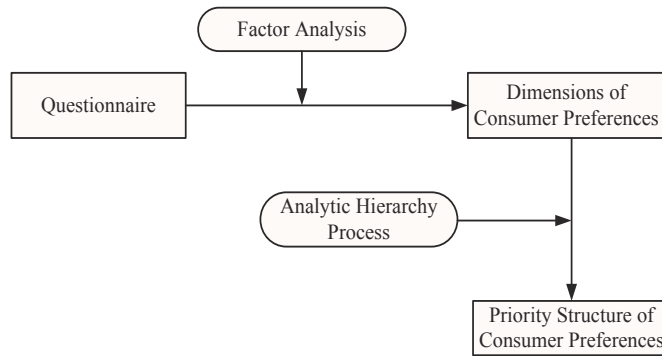 Factor Analysis
Questionnaire
Dimensions of
Consumer Preferences
Analytic Hierarchy
Process
Priority Structure of
Consumer Preferences